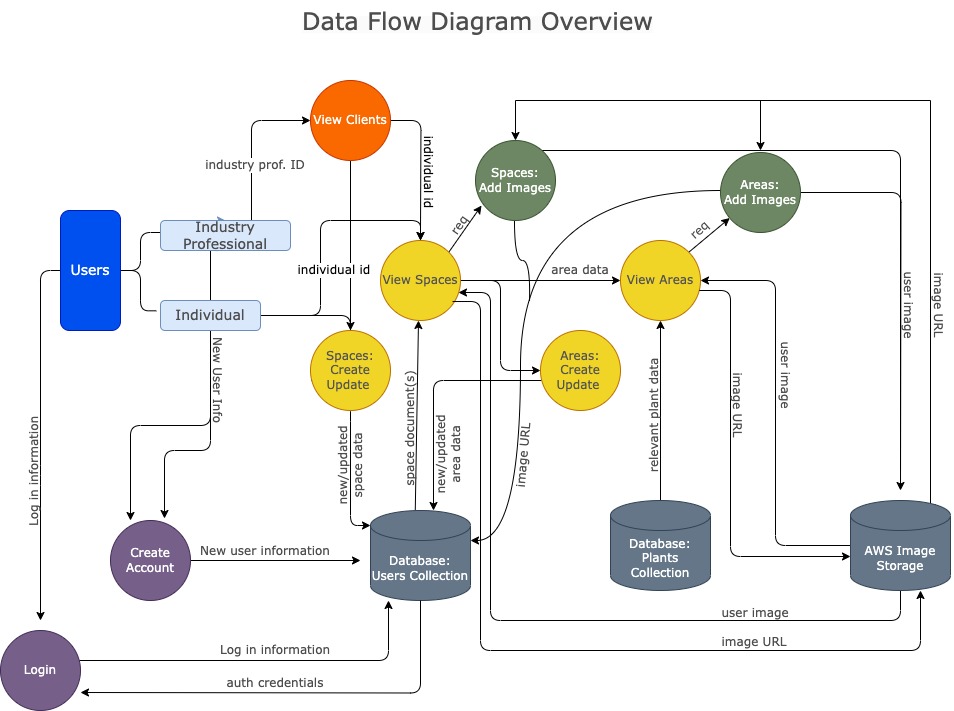 Data Flow Diagram Overview
View Clients
individual id
industry prof. ID
Spaces:
Add Images
Areas:
Add Images
req
req
Users
Industry
Professional
individual id
View Spaces
area data
View Areas
user image
image URL
Individual
New User Info
Spaces:
Create
Update
Areas:
Create
Update
user image
image URL
relevant plant data
space document(s)
new/updated
area data
new/updated
space data
image URL
Log in information
Create
Account
New user information
Database:
Users Collection
Database:
Plants
Collection
AWS Image
Storage
user image
image URL
Log in information
Login
auth credentials